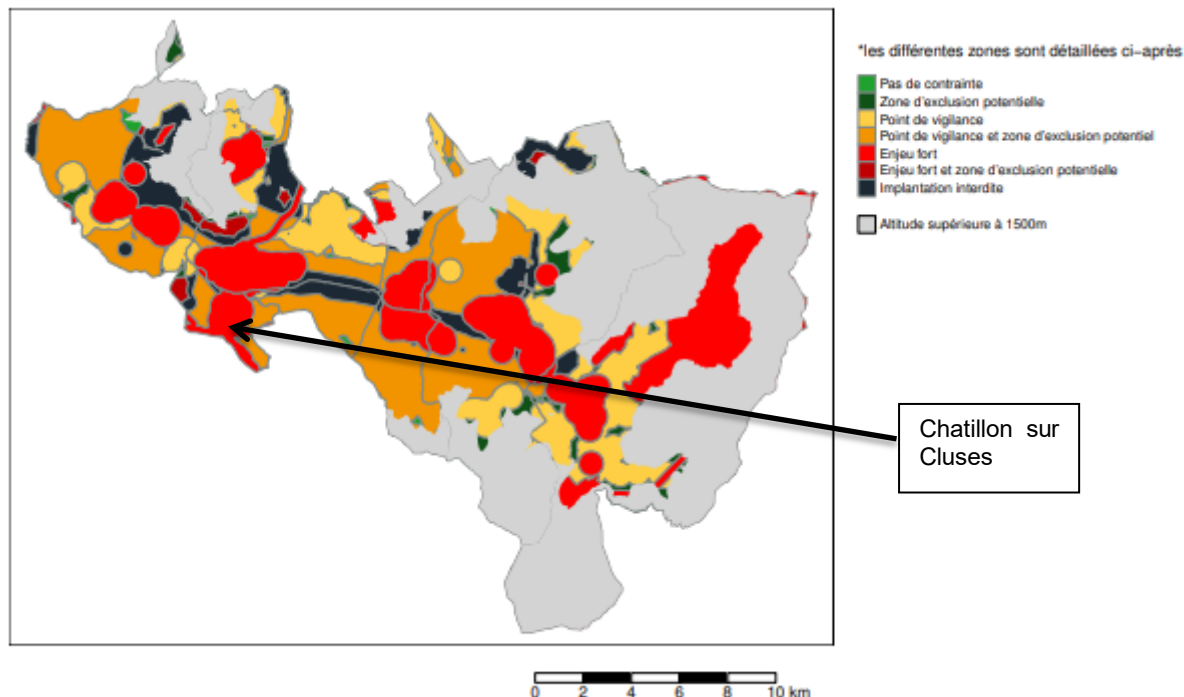 *les différentes zones sont détaillées ci-après
Pas de contrainte
Zone d'exclusion potentielle
Point de vigilance
Point de vigilance et zone d'exclusion potentiel
Enjeu fort
Enjeu fort et zone d'exclusion potentielle
Implantation interdite
Altitude supérieure à 1500m
Chatillon sur
Cluses
0 2 4 6 8 10 km